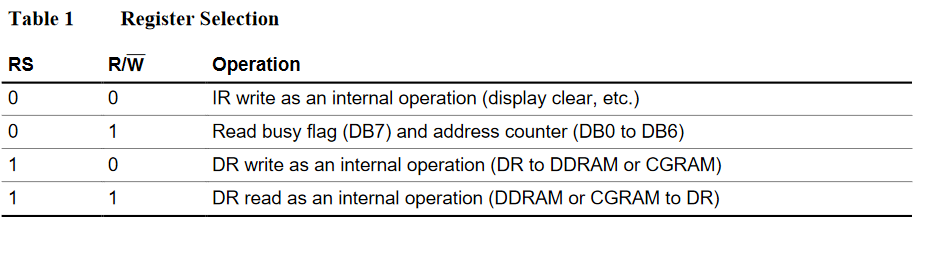 Table 1 Register Selection
RS R/W̅ Operation
0 0 IR write as an internal operation (display clear, etc.)
0 1 Read busy flag (DB7) and address counter (DB0 to DB6)
1 0 DR write as an internal operation (DR to DDRAM or CGRAM)
1 1 DR read as an internal operation (DDRAM or CGRAM to DR)